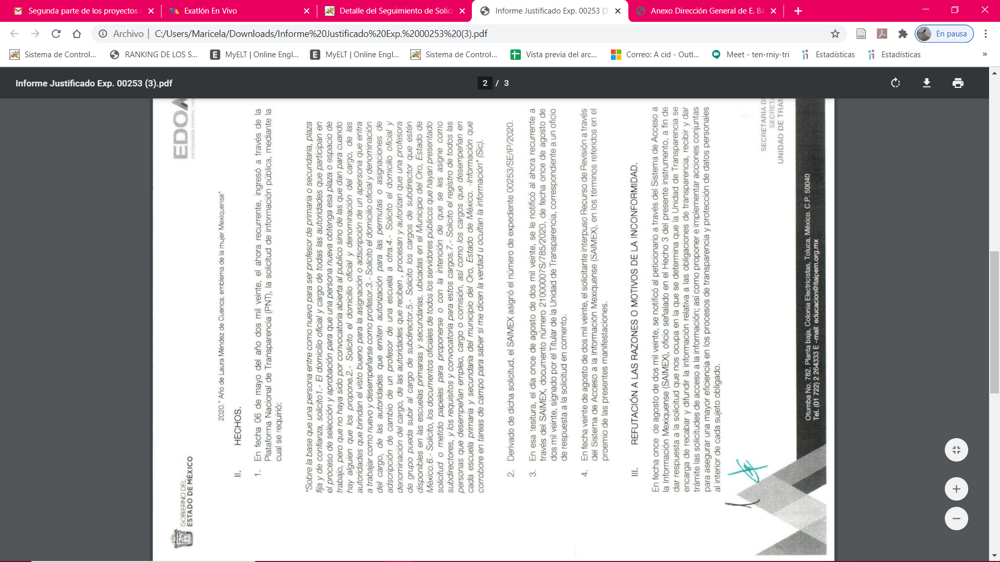 Segunda parte de los proyectos
Exatlón En Vivo
Detalle del Seguimiento de Solici
Informe Justificado Exp. 00253 (3
Anexo Dirección General de E. Bá
Archivo | C:/Users/Maricela/Downloads/Informe%20Justificado%20Exp.%2000253%20(3).pdf
En pausa
Sistema de Control...
RANKING DE LOS S...
MyELT | Online Engl...
MyELT | Online Engl...
Sistema de Control...
Vista previa del arc...
Correo: A cid - Outl...
Meet - ten-rniy-tri
Estadísticas
Estadísticas
»
Informe Justificado Exp. 00253 (3).pdf
2 / 3
GOBIERNO DEL
ESTADO DE MÉXICO
EDOM
DECISIONES FIRMES, RE
2020." Año de Laura Méndez de Cuenca; emblema de la mujer Mexiquense"
II. HECHOS.
1. En fecha 06 de mayo del año dos mil veinte, el ahora recurrente, ingresó a través de la
Plataforma Nacional de Transparencia (PNT), la solicitud de información pública, mediante la
cual se requirió:
"Sobre la base que una persona entre como nuevo para ser profesor de primaria o secundaria, plaza
fija y de confianza, solicito1.- El domicilio oficial y cargo de todas las autoridades que participan en
el proceso de selección y aprobación para que una persona nueva obtenga esa plaza o espacio de
trabajo, pero que no haya sido por convocatoria abierta al publico sino de las que dan para cuando
hay alguien que los propone.2.- Solicito el domicilio oficial y denominación del cargo, de las
autoridades que brindan el visto bueno para la asignación o adscripción de un apersona que entra
a trabajar como nuevo y desempeñarse como profesor.3.- Solicito el domicilio oficial y denominación
del cargo, de las autoridades que emiten autorización para las permutas o asignaciones de
adscripción de cambio de un profesor de una escuela a otra.4.- Solicito el domicilio oficial y
denominación del cargo, de las autoridades que reciben , procesan y autorizan que una profesora
de grupo pueda subir al cargo de subdirector.5.- Solicito los cargos de subdirector que estén
disponibles en las escuelas primarias y secundarias, ubicadas en el Municipio del Oro, Estado de
México.6.- Solicito, los documentos oficiales de todos los servidores públicos que hayan presentado
solicitud o metido papeles para proponerse o con la intención de que se les asigne como
subdirectores, y los requisitos y convocatoria para estos cargos.7.- Solicito el registro de todos las
personas que desempeñan empleo, cargo o comisión, así como los cargos que desempeñan en
cada escuela primaria y secundaria del municipio del Oro, Estado de México. -Información que
corrobore en tareas de campo para saber si me dicen la verdad u ocultan la información" (Sic).
2. Derivado de dicha solicitud, el SAIMEX asignó el número de expediente 00253/SE/IP/2020.
3. En esa tesitura, el día once de agosto de dos mil veinte, se le notificó al ahora recurrente a
través del SAIMEX, documento número 21000007S/785/2020, de fecha once de agosto de
dos mil veinte, signado por el Titular de la Unidad de Transparencia, correspondiente a un oficio
de respuesta a la solicitud en comento.
4. En fecha veinte de agosto de dos mil veinte, el solicitante interpuso Recurso de Revisión a través
del Sistema de Acceso a la Información Mexiquense (SAIMEX), en los términos referidos en el
proemio de las presentes manifestaciones.
III. REFUTACIÓN A LAS RAZONES O MOTIVOS DE LA INCONFORMIDAD.
En fecha once de agosto de dos mil veinte, se notificó al peticionario a través del Sistema de Acceso a
la Información Mexiquense (SAIMEX), oficio señalado en el Hecho 3 del presente instrumento, a fin de
dar respuesta a la solicitud que nos ocupa en la que se determina que la Unidad de Transparencia se
encarga de recabar y difundir la información relativa a las obligaciones de transparencia, recibir y dar
trámite las solicitudes de acceso a la información; así como proponer e implementar acciones conjuntas
para asegurar una mayor eficiencia en los procesos de transparencia y protección de datos personales
al interior de cada sujeto obligado.
SECRETARÍA D
SECRETA
UNIDAD DE TRAN
Otumba No. 782, Planta baja, Colonia Electricistas, Toluca, México. C.P. 50040
Tel. (01 722) 2 264333 E –mail: educacion@itaipem.org.mx